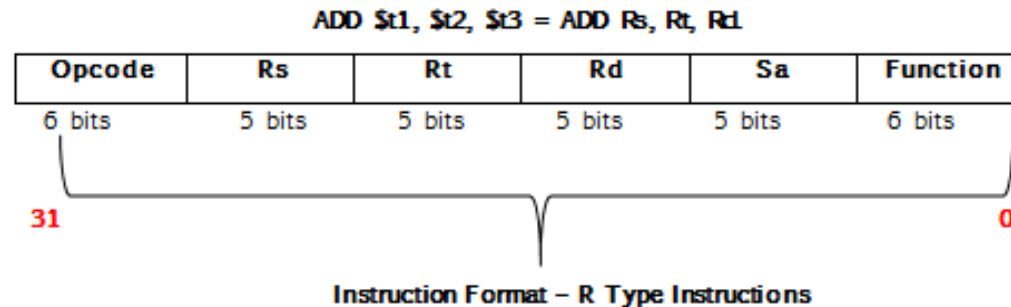 ADD $t1, $t2, $t3 = ADD Rs, Rt, Rd
Opcode Rs Rt Rd Sa Function
6 bits 5 bits 5 bits 5 bits 5 bits 6 bits
31 0
Instruction Format – R Type Instructions